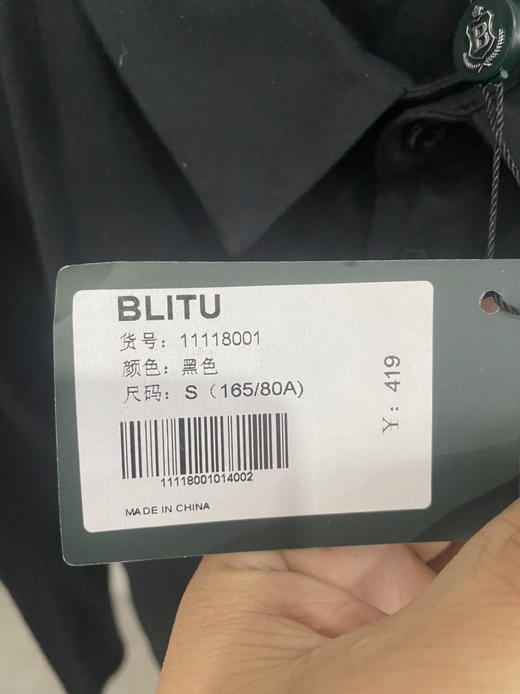 B
BLITU
货号：11118001
颜色：黑色
尺码：S（165/80A)
11118001014002
MADE IN CHINA
Y：419